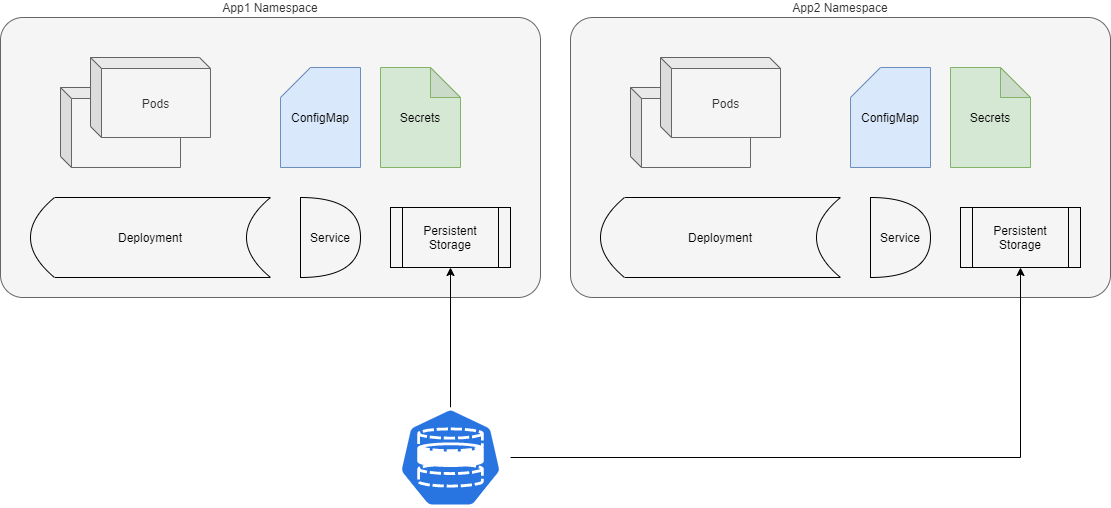 App1 Namespace
App2 Namespace
Pods
ConfigMap
Secrets
Deployment
Service
Persistent
Storage
Pods
ConfigMap
Secrets
Deployment
Service
Persistent
Storage